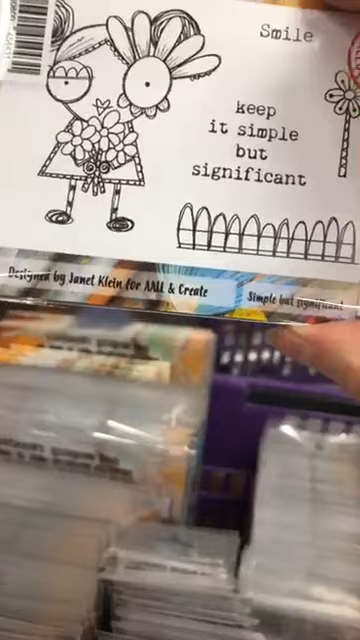 Smile
keep
it simple
but
significant
Designed by Janet Klein for AALL & Create
Simple but significant